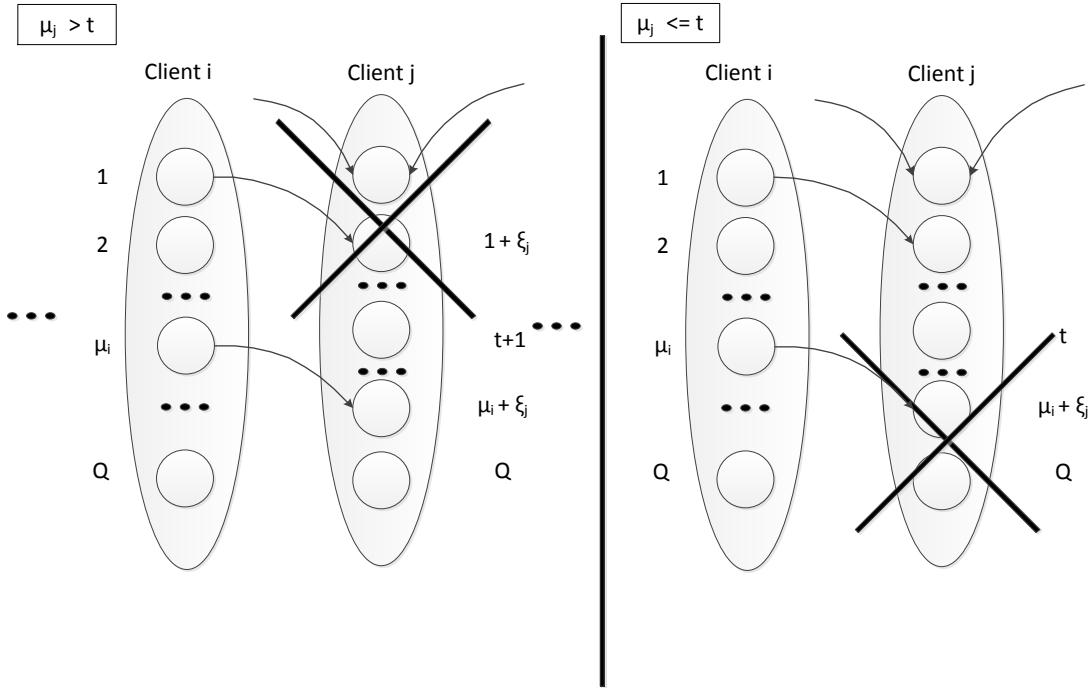 μj > t
Client i
Client j
1
2
1 + ξj
t+1
μi
μi + ξj
Q
Q
μj <= t
Client i
Client j
1
2
μi
t
μi + ξj
Q
Q